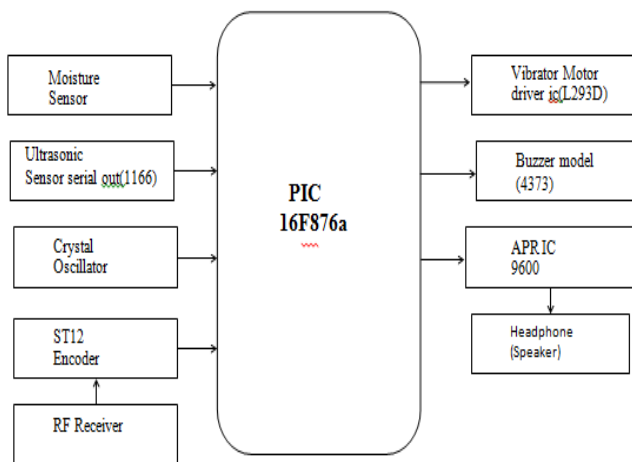 Moisture
Sensor
Ultrasonic
Sensor serial out(1166)
Crystal
Oscillator
ST12
Encoder
RF Receiver
PIC
16F876a
Vibrator Motor
driver ic(L293D)
Buzzer model
(4373)
APR IC
9600
Headphone
(Speaker)